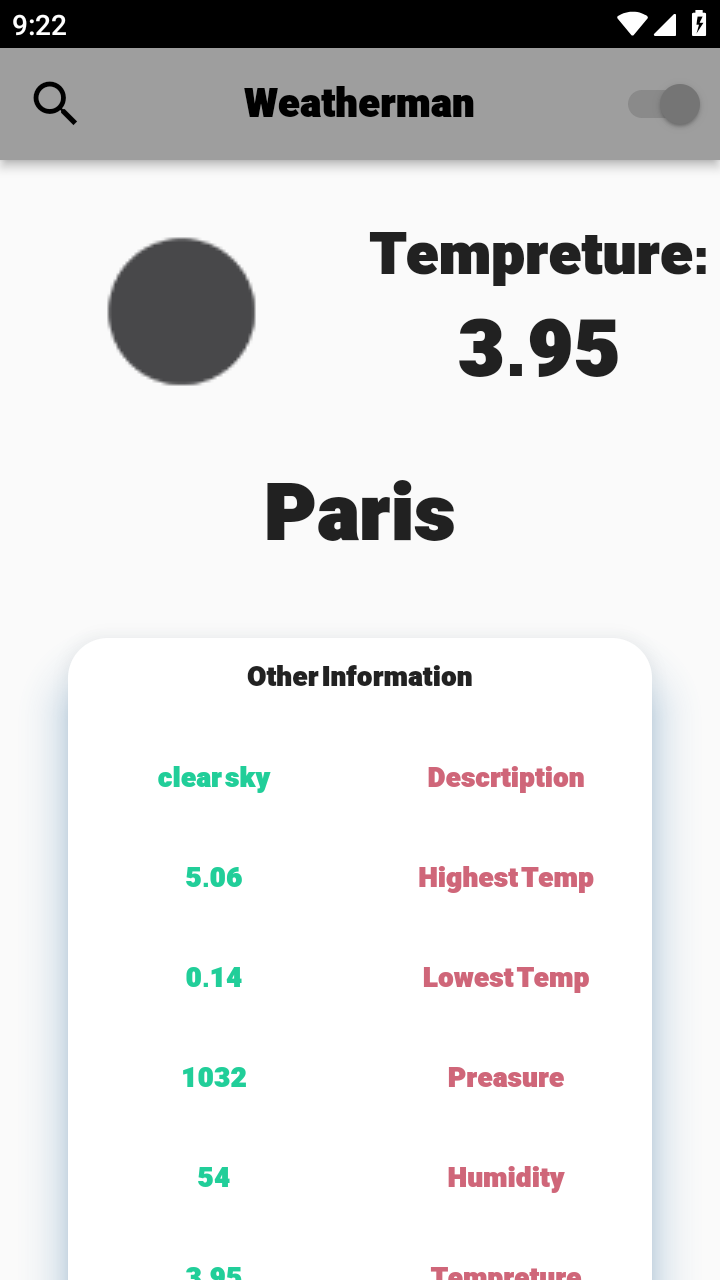 9:22
Weatherman
Tempreture:
3.95
Paris
Other Information
clear sky Descrtiption
5.06 Highest Temp
0.14 Lowest Temp
1032 Preasure
54 Humidity
3.95 Tempreture